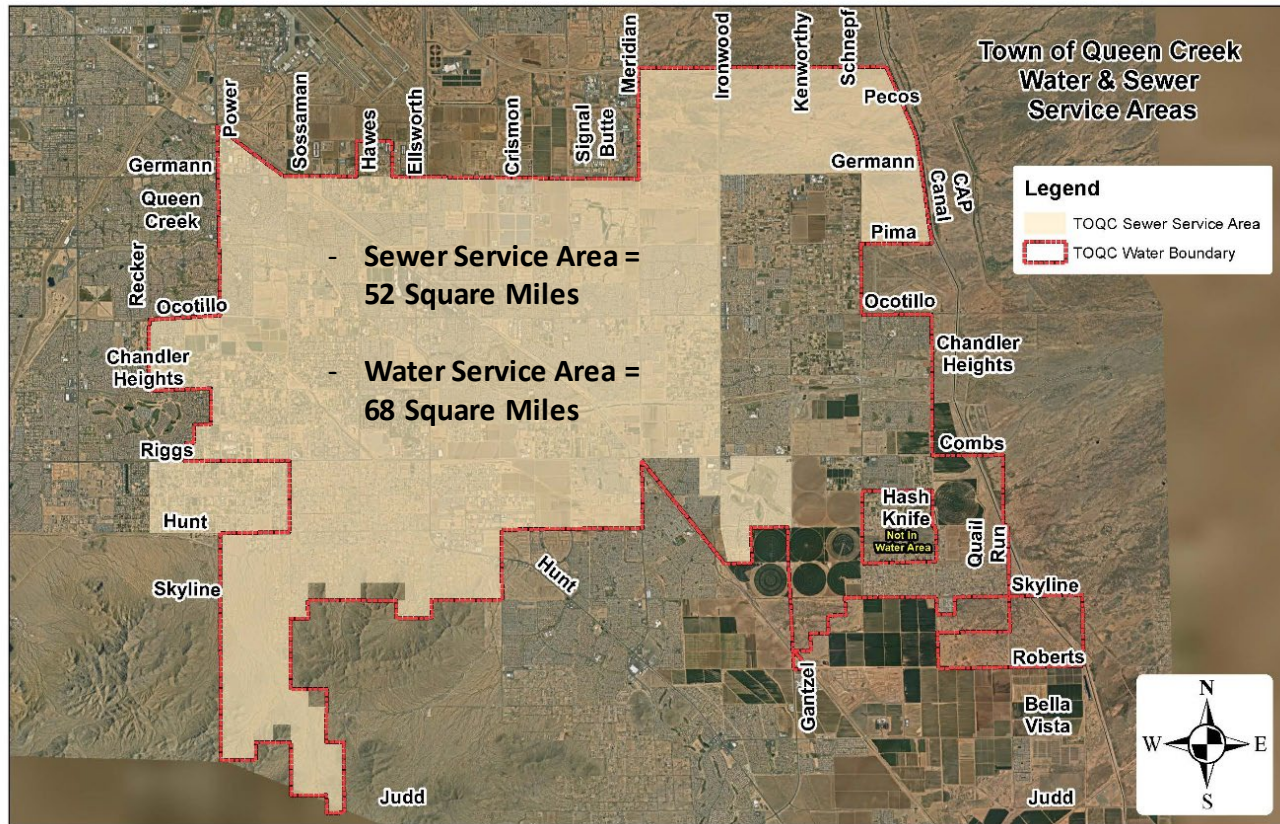 Town of Queen Creek
Water & Sewer
Service Areas
Legend
TOQC Sewer Service Area
TOQC Water Boundary
Power
Sossaman
Hawes
Ellsworth
Crismon
Signal
Butte
Meridian
Ironwood
Kenworthy
Schnepf
Pecos
Germann
Germann
Queen
Creek
Recker
CAP
Canal
Pima
- Sewer Service Area =
52 Square Miles
Ocotillo
Ocotillo
Chandler
Heights
Chandler
Heights
- Water Service Area =
68 Square Miles
Riggs
Combs
Hunt
Hash
Knife
Not In
Water Area
Quail
Run
Hunt
Skyline
Skyline
Roberts
Gantzel
Bella
Vista
Judd
Judd
N
W
E
S